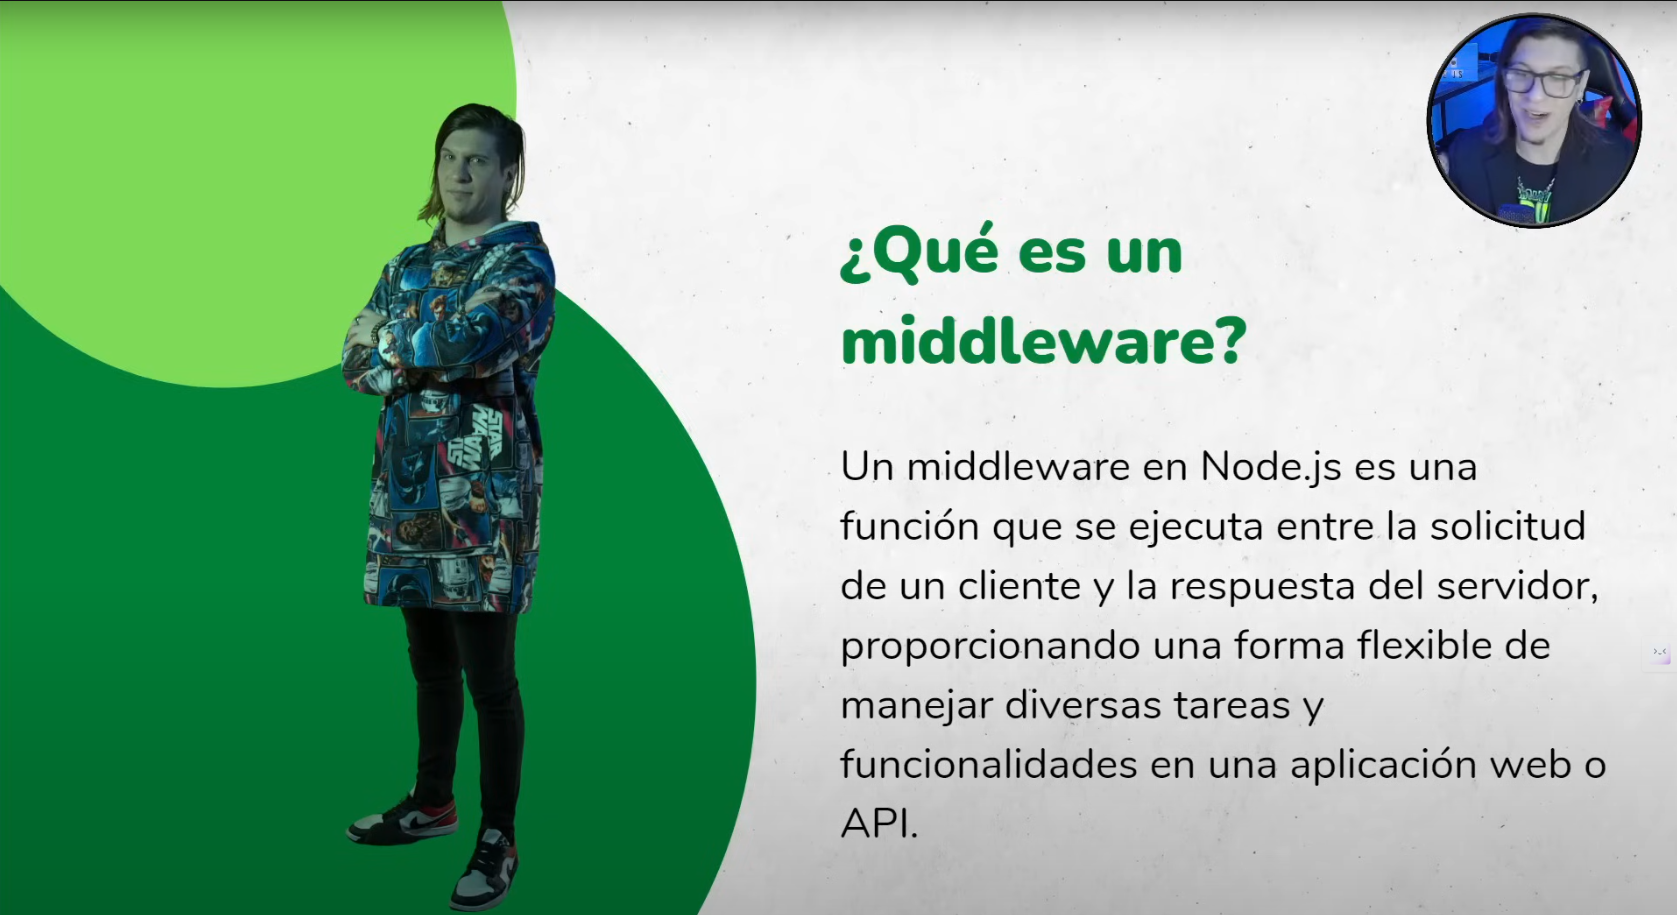 ¿Qué es un
middleware?
Un middleware en Node.js es una
función que se ejecuta entre la solicitud
de un cliente y la respuesta del servidor,
proporcionando una forma flexible de
manejar diversas tareas y
funcionalidades en una aplicación web o
API.
STAR
WARS